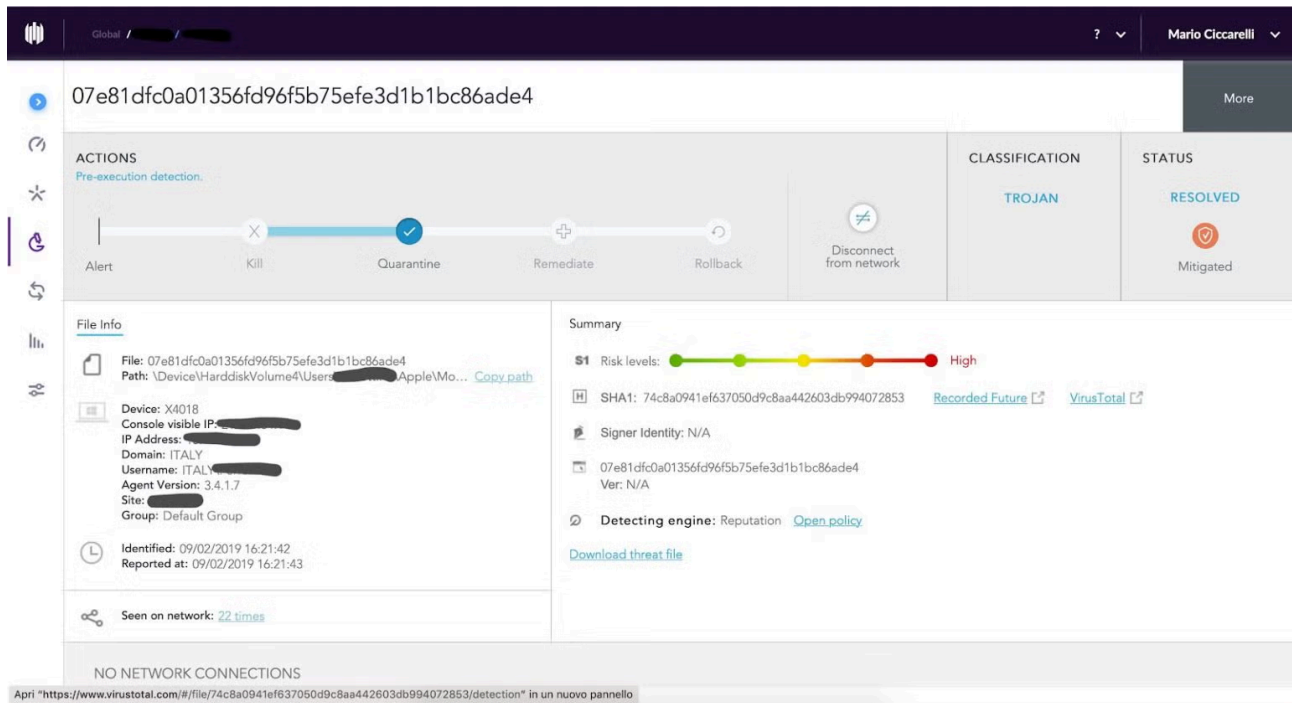 Global / /
? Mario Ciccarelli
07e81dfc0a01356fd96f5b75efe3d1b1bc86ade4
More
ACTIONS
Pre-execution detection.
Alert
Kill
Quarantine
Remediate
Rollback
Disconnect
from network
CLASSIFICATION
TROJAN
STATUS
RESOLVED
Mitigated
File Info
File: 07e81dfc0a01356fd96f5b75efe3d1b1bc86ade4
Path: \Device\HarddiskVolume4\Users Apple\Mo... Copy path
Device: X4018
Console visible IP:
IP Address:
Domain: ITALY
Username: ITALY
Agent Version: 3.4.1.7
Site:
Group: Default Group
Identified: 09/02/2019 16:21:42
Reported at: 09/02/2019 16:21:43
Seen on network: 22 times
Summary
S1 Risk levels: High
H SHA1: 74c8a0941ef637050d9c8aa442603db994072853 Recorded Future VirusTotal
Signer Identity: N/A
07e81dfc0a01356fd96f5b75efe3d1b1bc86ade4
Ver: N/A
Detecting engine: Reputation Open policy
Download threat file
NO NETWORK CONNECTIONS
Apri "https://www.virustotal.com/#/file/74c8a0941ef637050d9c8aa442603db994072853/detection" in un nuovo pannello